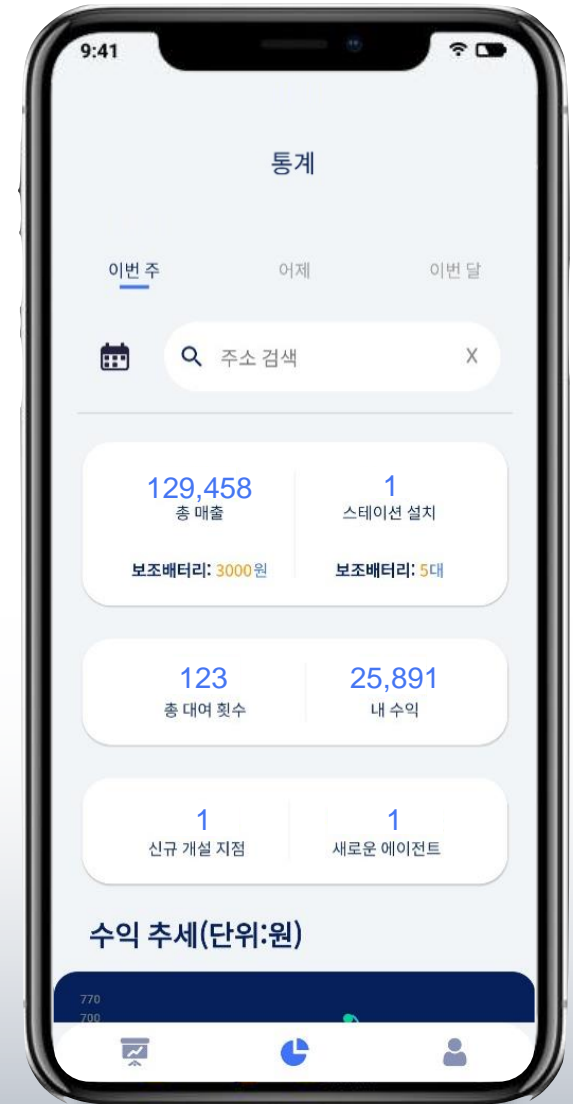 9:41
통계
이번 주 어제 이번 달
주소 검색 X
129,458 1
총 매출 스테이션 설치
보조배터리: 3000원 보조배터리: 5대
123 25,891
총 대여 횟수 내 수익
1 1
신규 개설 지점 새로운 에이전트
수익 추세(단위:원)
770
700